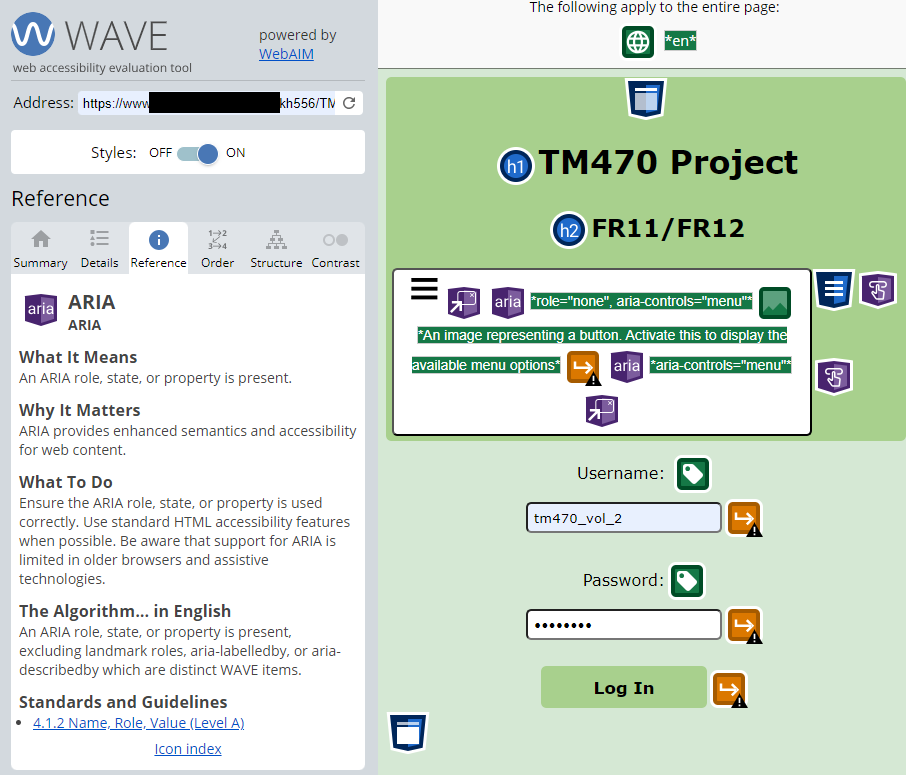 WAVE
web accessibility evaluation tool
powered by
WebAIM
Address: https://www kh556/TM
Styles: OFF ON
Reference
Summary Details Reference Order Structure Contrast
aria ARIA
ARIA
What It Means
An ARIA role, state, or property is present.
Why It Matters
ARIA provides enhanced semantics and accessibility
for web content.
What To Do
Ensure the ARIA role, state, or property is used
correctly. Use standard HTML accessibility features
when possible. Be aware that support for ARIA is
limited in older browsers and assistive
technologies.
The Algorithm... in English
An ARIA role, state, or property is present,
excluding landmark roles, aria-labelledby, or aria-
describedby which are distinct WAVE items.
Standards and Guidelines
• 4.1.2 Name, Role, Value (Level A)
Icon index
The following apply to the entire page:
*en*
h1 TM470 Project
h2 FR11/FR12
aria *role="none", aria-controls="menu"*
*An image representing a button. Activate this to display the
available menu options* aria *aria-controls="menu"*
Username:
tm470_vol_2
Password:
••••••••
Log In